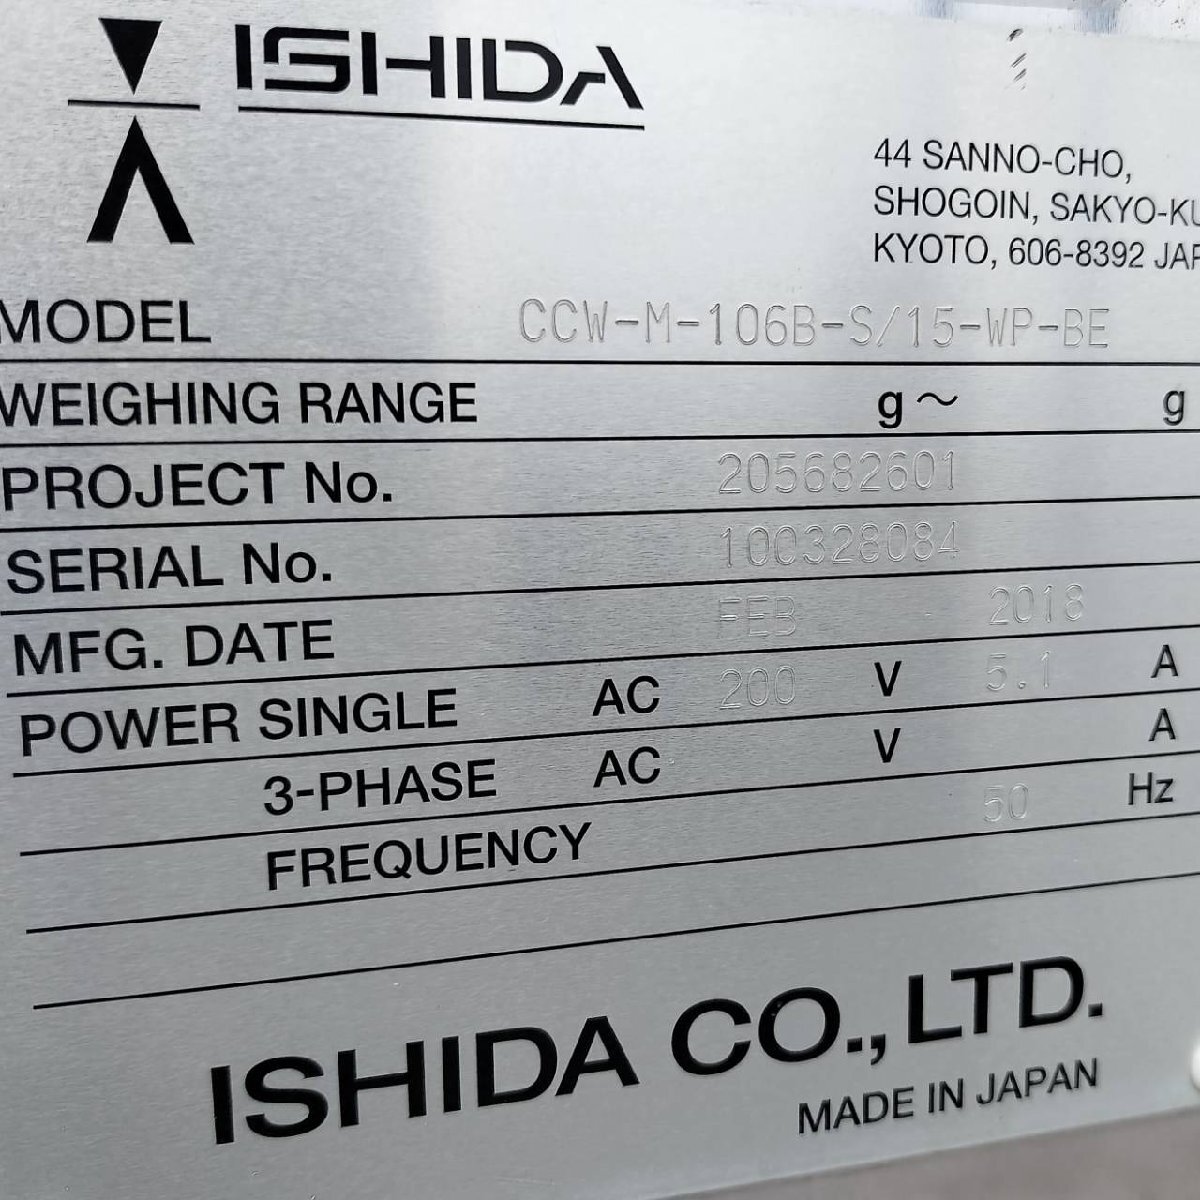 ISHIDA
44 SANNO-CHO,
SHOGOIN, SAKYO-KU
KYOTO, 606-8392 JAP
MODEL CCW-M-106B-S/15-WP-BE
WEIGHING RANGE g～ g
PROJECT No. 205682601
SERIAL No. 100328084
MFG. DATE FEB . 2018
POWER SINGLE AC 200 V 5.1 A
3-PHASE AC V A
FREQUENCY 50 Hz
ISHIDA CO., LTD.
MADE IN JAPAN